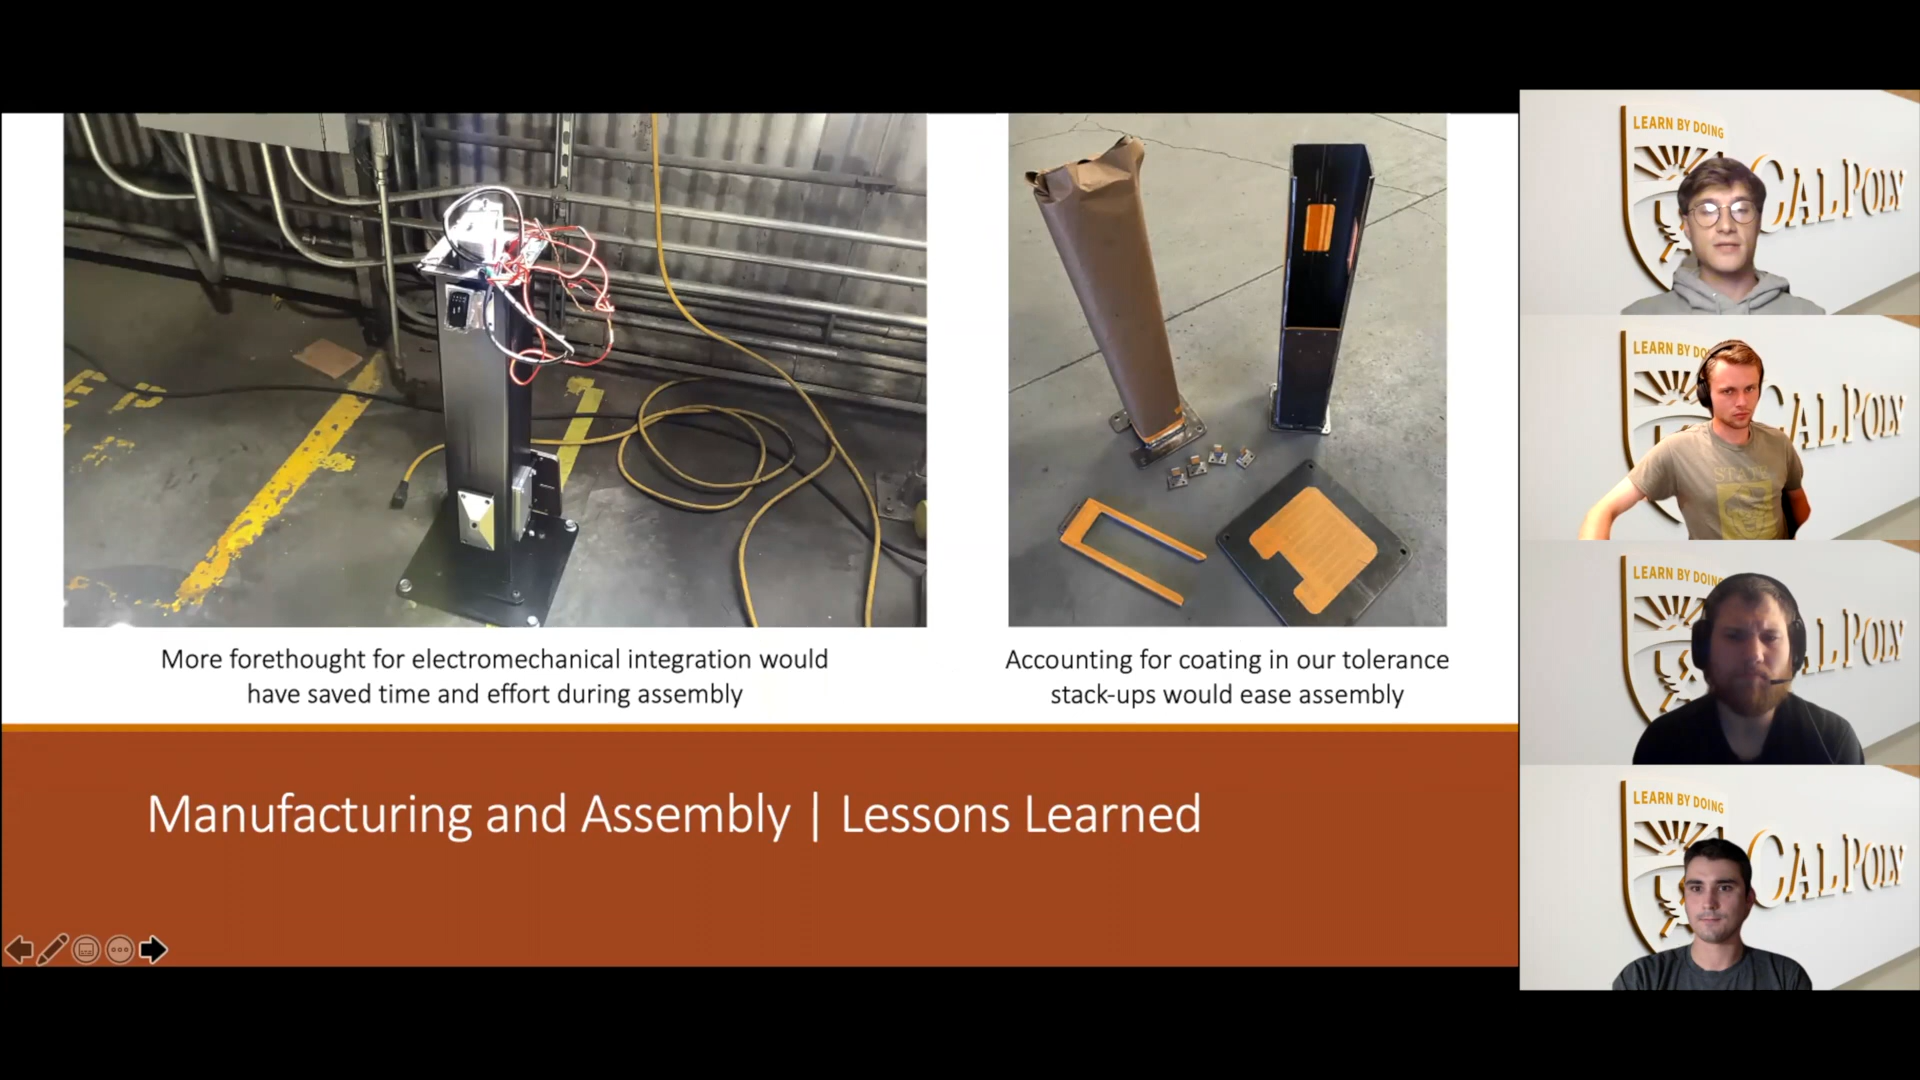 More forethought for electromechanical integration would
have saved time and effort during assembly
Accounting for coating in our tolerance
stack-ups would ease assembly
Manufacturing and Assembly | Lessons Learned
LEARN BY DOING
CAL POLY
LEARN BY DOING
CAL POLY
STATE
LEARN BY DOING
CAL POLY
LEARN BY DOING
CAL POLY